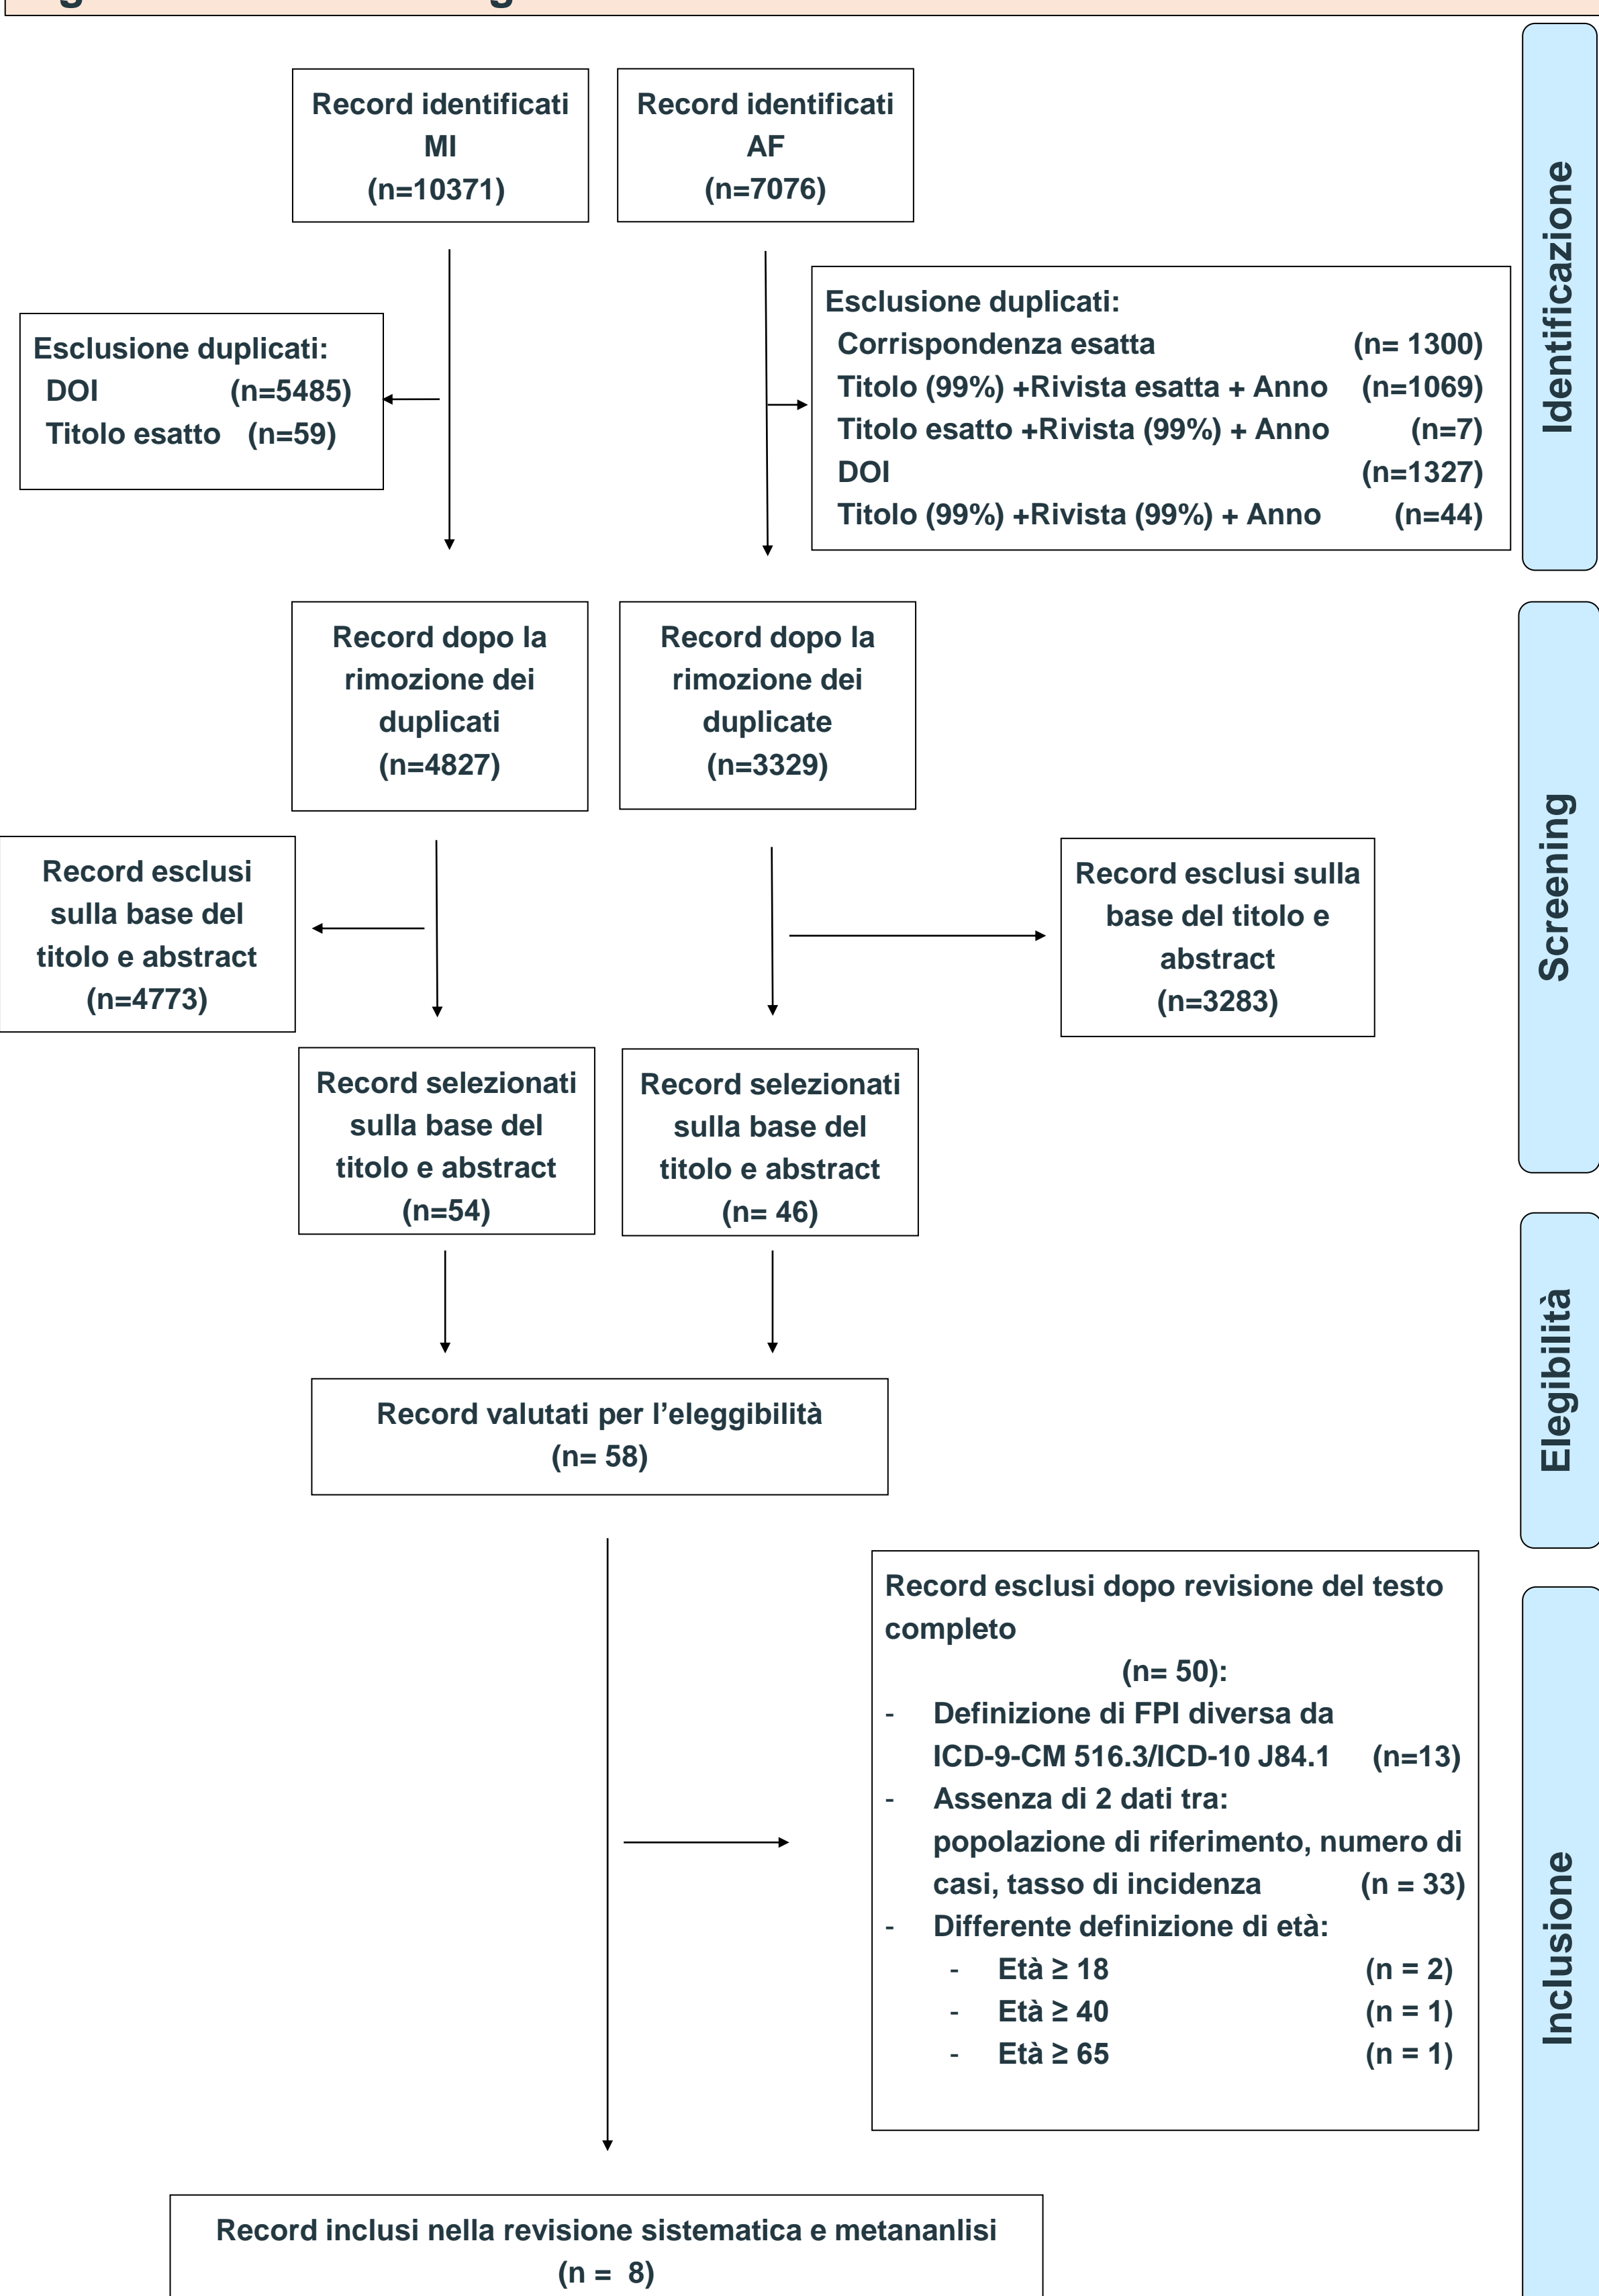 Record identificati
MI
(n=10371)
Record identificati
AF
(n=7076)
Identificazione
Esclusione duplicati:
DOI (n=5485)
Titolo esatto (n=59)
Esclusione duplicati:
Corrispondenza esatta (n= 1300)
Titolo (99%) +Rivista esatta + Anno (n=1069)
Titolo esatto +Rivista (99%) + Anno (n=7)
DOI (n=1327)
Titolo (99%) +Rivista (99%) + Anno (n=44)
Record dopo la
rimozione dei
duplicati
(n=4827)
Record dopo la
rimozione dei
duplicate
(n=3329)
Screening
Record esclusi
sulla base del
titolo e abstract
(n=4773)
Record esclusi sulla
base del titolo e
abstract
(n=3283)
Record selezionati
sulla base del
titolo e abstract
(n=54)
Record selezionati
sulla base del
titolo e abstract
(n= 46)
Elegibilità
Record valutati per l’eleggibilità
(n= 58)
Record esclusi dopo revisione del testo
completo
(n= 50):
- Definizione di FPI diversa da
ICD-9-CM 516.3/ICD-10 J84.1 (n=13)
- Assenza di 2 dati tra:
popolazione di riferimento, numero di
casi, tasso di incidenza (n = 33)
- Differente definizione di età:
- Età ≥ 18 (n = 2)
- Età ≥ 40 (n = 1)
- Età ≥ 65 (n = 1)
Inclusione
Record inclusi nella revisione sistematica e metananlisi
(n = 8)